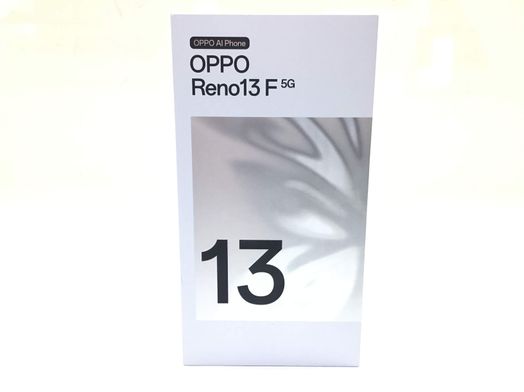 OPPO AI Phone
OPPO
Reno13 F 5G
13